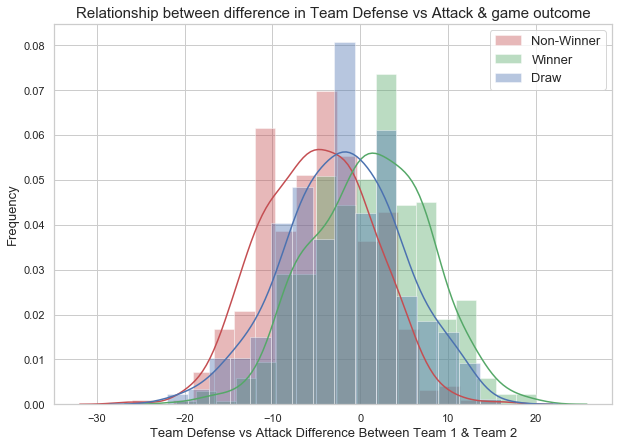 Relationship between difference in Team Defense vs Attack & game outcome
Non-Winner
Winner
Draw
Frequency
0.08
0.07
0.06
0.05
0.04
0.03
0.02
0.01
0.00
−30 −20 −10 0 10 20
Team Defense vs Attack Difference Between Team 1 & Team 2